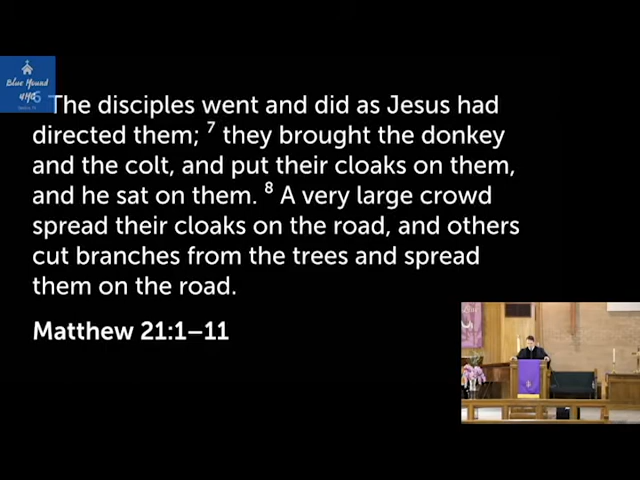 Blue Mound
The disciples went and did as Jesus had
directed them; 7 they brought the donkey
and the colt, and put their cloaks on them,
and he sat on them. 8 A very large crowd
spread their cloaks on the road, and others
cut branches from the trees and spread
them on the road.
Matthew 21:1–11